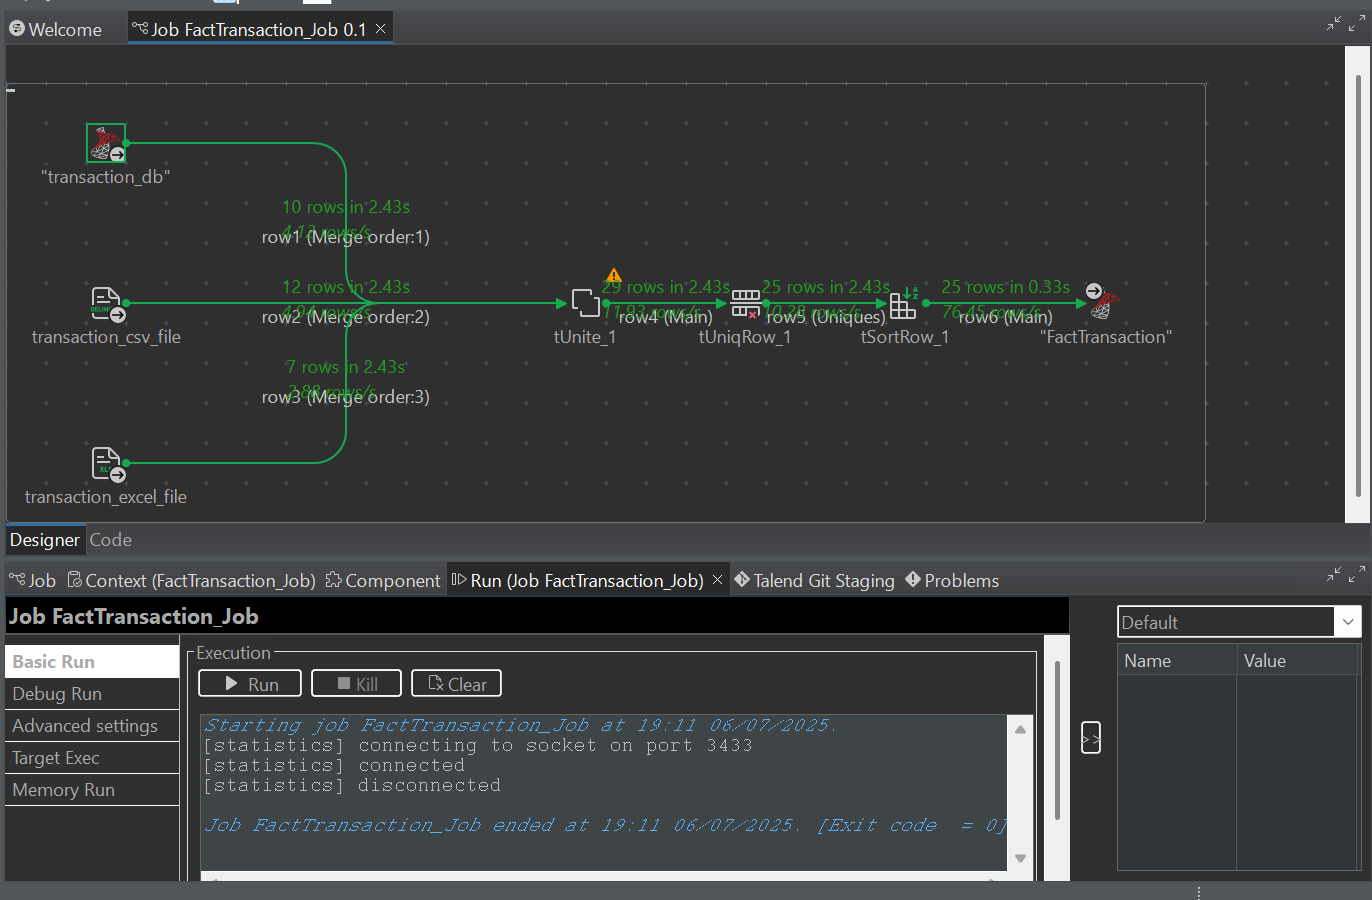 Welcome
Job FactTransaction_Job 0.1
"transaction_db"
10 rows in 2.43s
4.12 rows/s
row1 (Merge order:1)
12 rows in 2.43s
4.94 rows/s
row2 (Merge order:2)
transaction_csv_file
29 rows in 2.43s
11.93 rows/s
row4 (Main)
25 rows in 2.43s
10.28 rows/s
row5 (Uniques)
25 rows in 0.33s
76.45 rows/s
row6 (Main)
tUnite_1
tUniqRow_1
tSortRow_1
"FactTransaction"
7 rows in 2.43s
2.88 rows/s
row3 (Merge order:3)
transaction_excel_file
Designer
Code
Job
Context (FactTransaction_Job)
Component
Run (Job FactTransaction_Job)
Talend Git Staging
Problems
Job FactTransaction_Job
Default
Name
Value
Basic Run
Debug Run
Advanced settings
Target Exec
Memory Run
Execution
Run
Kill
Clear
Starting job FactTransaction_Job at 19:11 06/07/2025.
[statistics] connecting to socket on port 3433
[statistics] connected
[statistics] disconnected
Job FactTransaction_Job ended at 19:11 06/07/2025. [Exit code  = 0]
>>